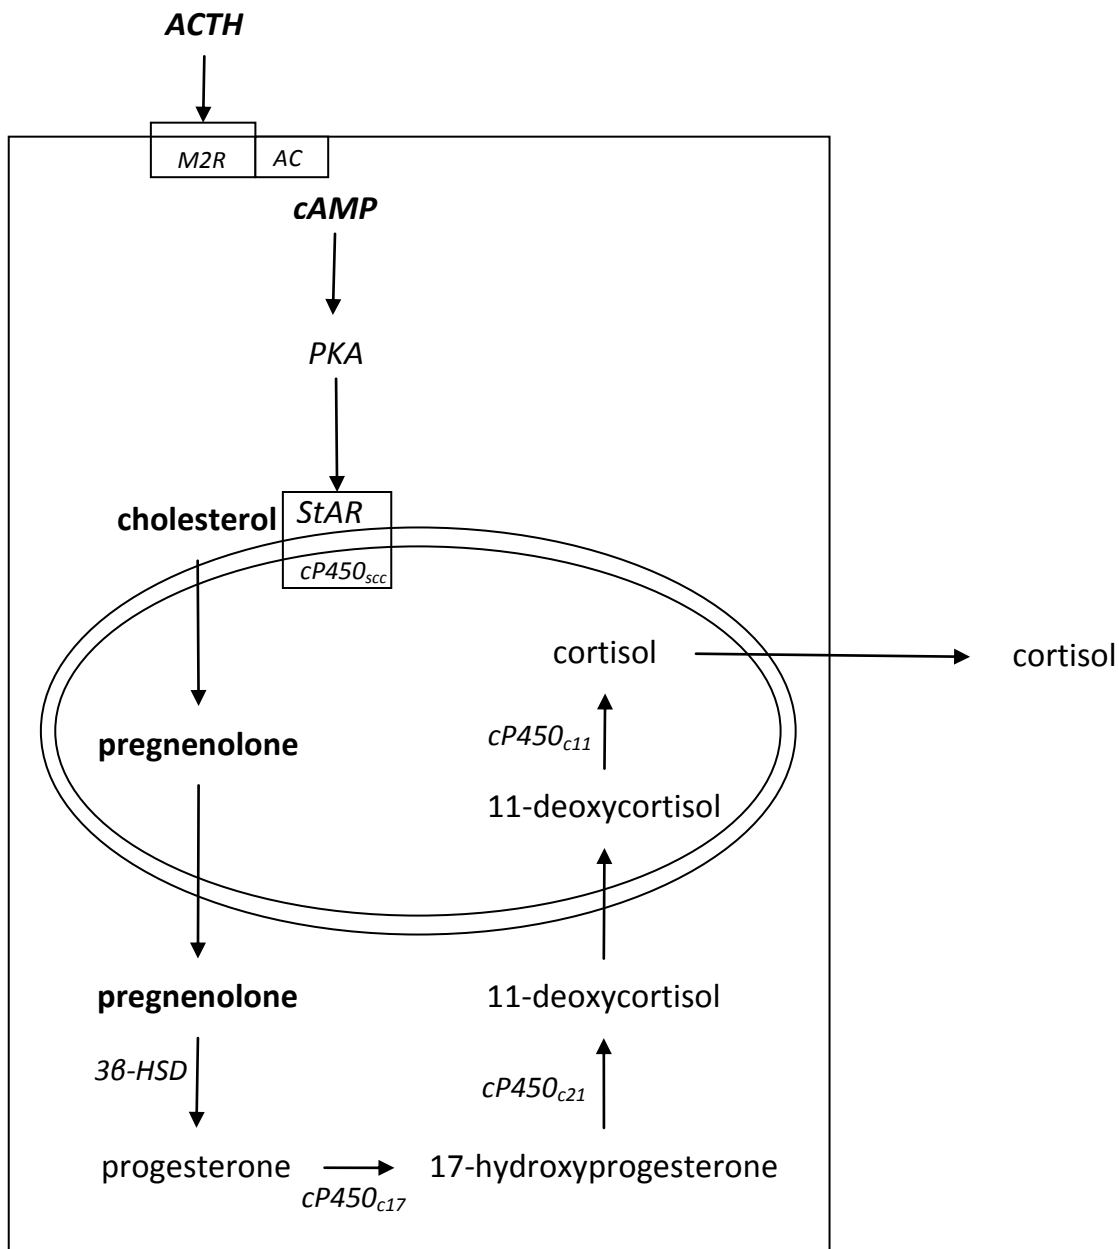 ACTH
M2R
AC
cAMP
PKA
cholesterol
StAR
cP450scc
cortisol
cortisol
cP450c11
pregnenolone
11-deoxycortisol
pregnenolone
11-deoxycortisol
3β-HSD
cP450c21
progesterone
17-hydroxyprogesterone
cP450c17